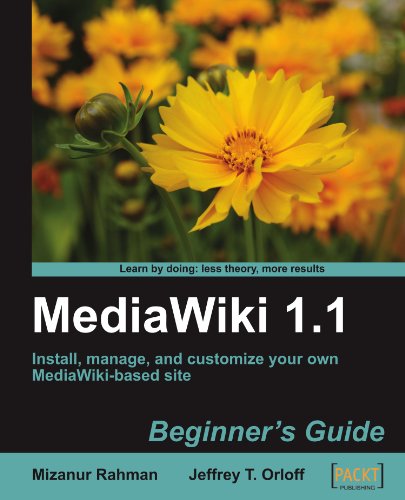 Learn by doing: less theory, more results
MediaWiki 1.1
Install, manage, and customize your own
MediaWiki-based site
Beginner's Guide
Mizanur Rahman Jeffrey T. Orloff
PACKT
PUBLISHING